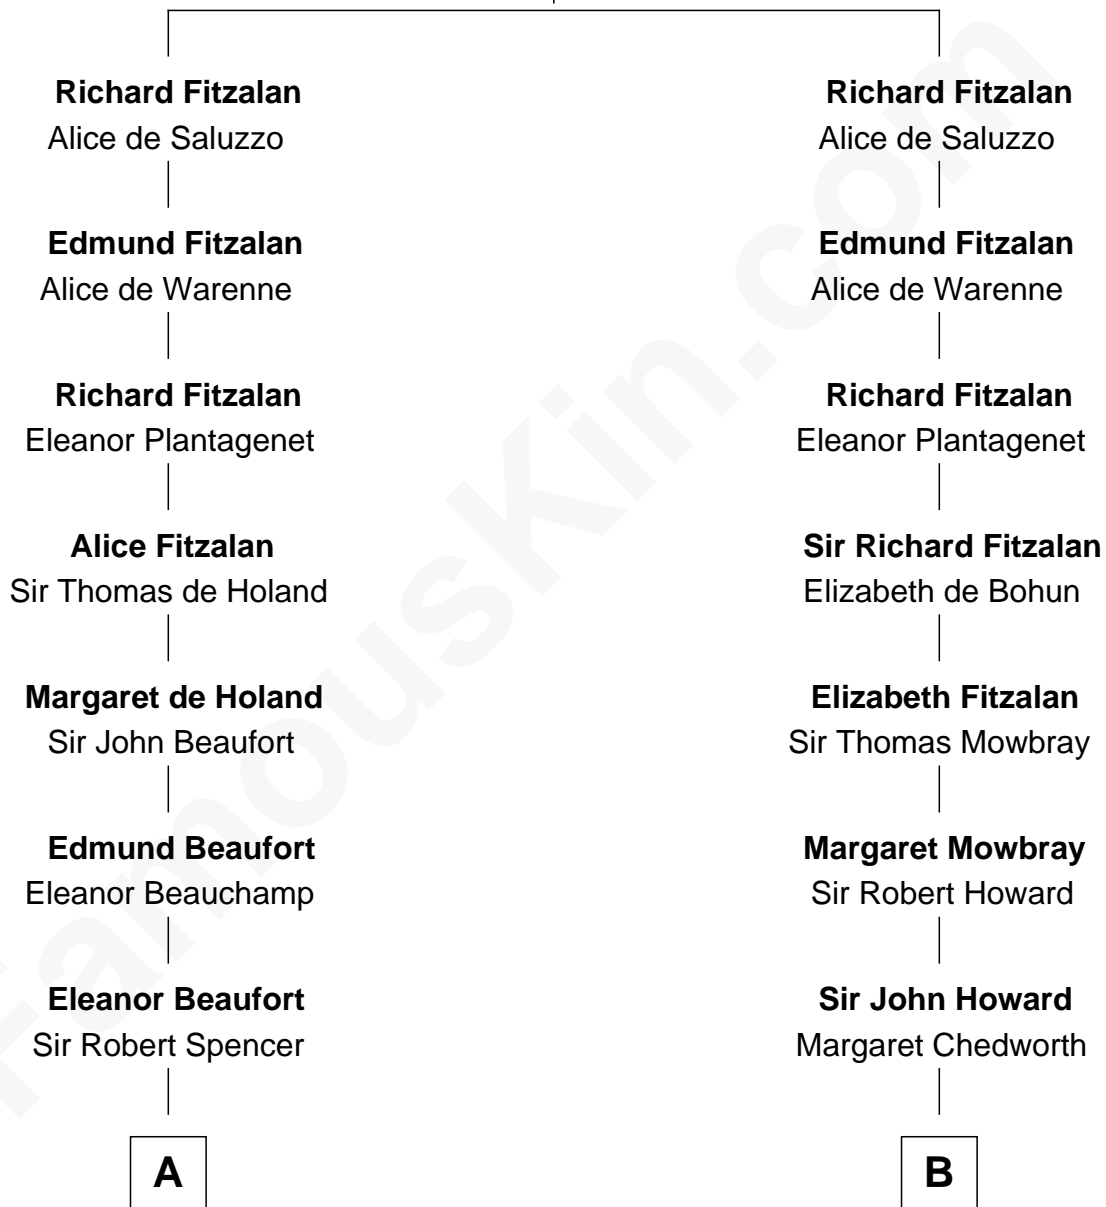 Richard Fitzalan
Alice de Saluzzo
Edmund Fitzalan
Alice de Warenne
Richard Fitzalan
Eleanor Plantagenet
Alice Fitzalan
Sir Thomas de Holand
Margaret de Holand
Sir John Beaufort
Edmund Beaufort
Eleanor Beauchamp
Eleanor Beaufort
Sir Robert Spencer
A
Richard Fitzalan
Alice de Saluzzo
Edmund Fitzalan
Alice de Warenne
Richard Fitzalan
Eleanor Plantagenet
Sir Richard Fitzalan
Elizabeth de Bohun
Elizabeth Fitzalan
Sir Thomas Mowbray
Margaret Mowbray
Sir Robert Howard
Sir John Howard
Margaret Chedworth
B
FamousKin.com